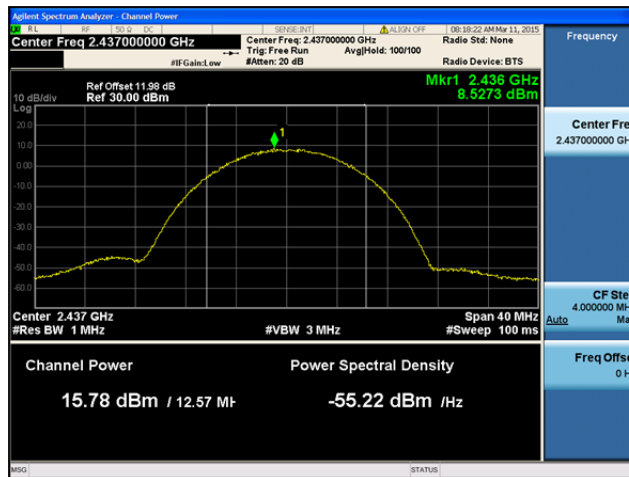 Agilent Spectrum Analyzer - Channel Power
RL RF 50 Ω DC SENSE:INT ALIGN OFF 08:18:22 AM Mar 11, 2015
Center Freq 2.437000000 GHz
Center Freq: 2.437000000 GHz
Radio Std: None
Trig: Free Run Avg|Hold: 100/100
#IFGain:Low
#Atten: 20 dB
Radio Device: BTS
Frequency
Ref Offset 11.98 dB
Mkr1 2.436 GHz
10 dB/div
Ref 30.00 dBm
8.5273 dBm
Log
20.0
1
10.0
0.00
-10.0
-20.0
-30.0
-40.0
-50.0
-60.0
Center 2.437 GHz
Span 40 MHz
#Res BW 1 MHz
#VBW 3 MHz
#Sweep 100 ms
Channel Power
Power Spectral Density
15.78 dBm / 12.57 MH
-55.22 dBm /Hz
Center Fre
2.437000000 GH
CF Ste
4.000000 MH
Auto Ma
Freq Offse
0 H
MSG
STATUS